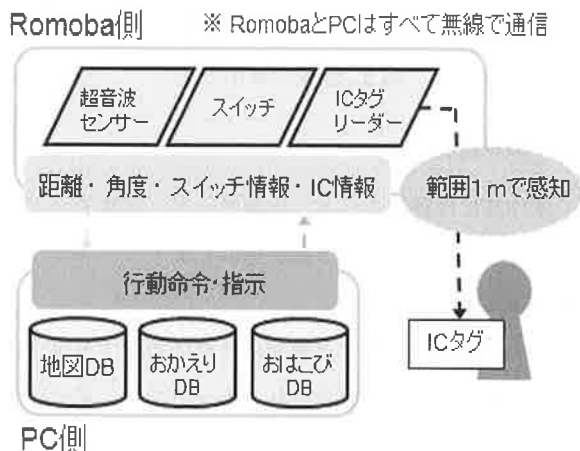 Romoba側
※ RomobaとPCはすべて無線で通信
超音波
センサー
スイッチ
ICタグ
リーダー
距離・角度・スイッチ情報・IC情報
範囲1mで感知
行動命令・指示
地図DB
おかえり
DB
おはこび
DB
ICタグ
PC側